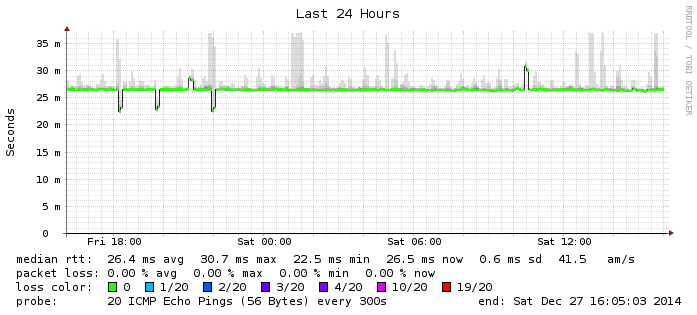 Last 24 Hours
RRDTOOL / TOBI OETIKER
Seconds
35 m
30 m
25 m
20 m
15 m
10 m
5 m
0
Fri 18:00 Sat 00:00 Sat 06:00 Sat 12:00
median rtt: 26.4 ms avg 30.7 ms max 22.5 ms min 26.5 ms now 0.6 ms sd 41.5 am/s
packet loss: 0.00 % avg 0.00 % max 0.00 % min 0.00 % now
loss color: 0 1/20 2/20 3/20 4/20 10/20 19/20
probe: 20 ICMP Echo Pings (56 Bytes) every 300s end: Sat Dec 27 16:05:03 2014